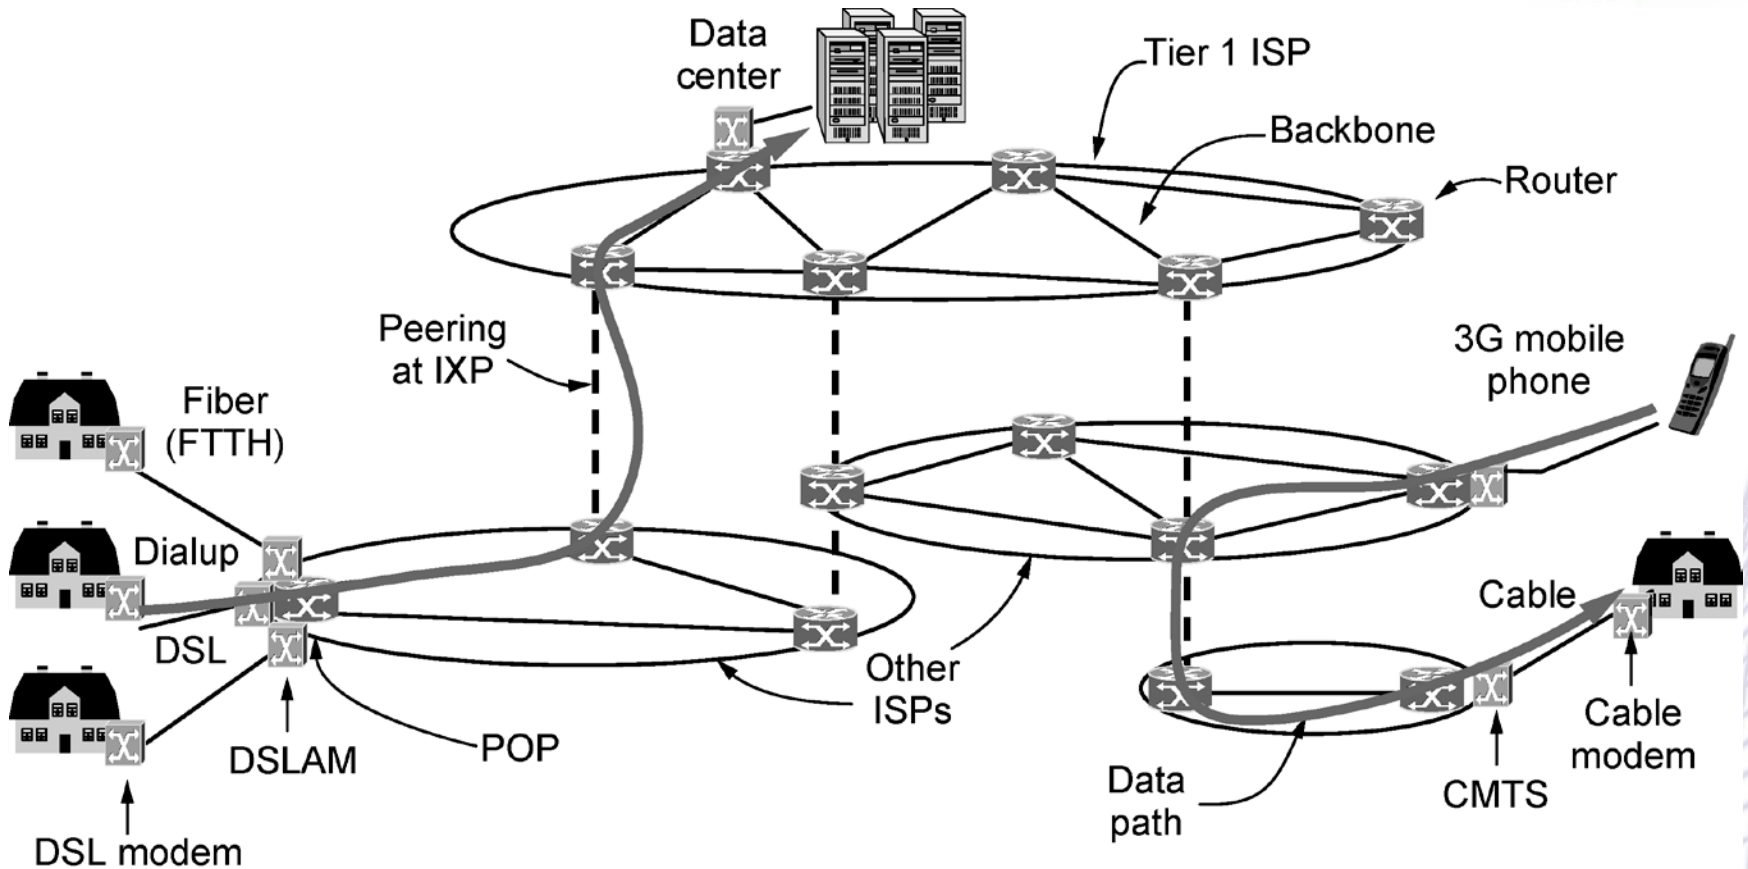 Data
center
Tier 1 ISP
Backbone
Router
Peering
at IXP
3G mobile
phone
Fiber
(FTTH)
Dialup
DSL
Other
ISPs
Cable
POP
DSLAM
DSL modem
Data
path
CMTS
Cable
modem